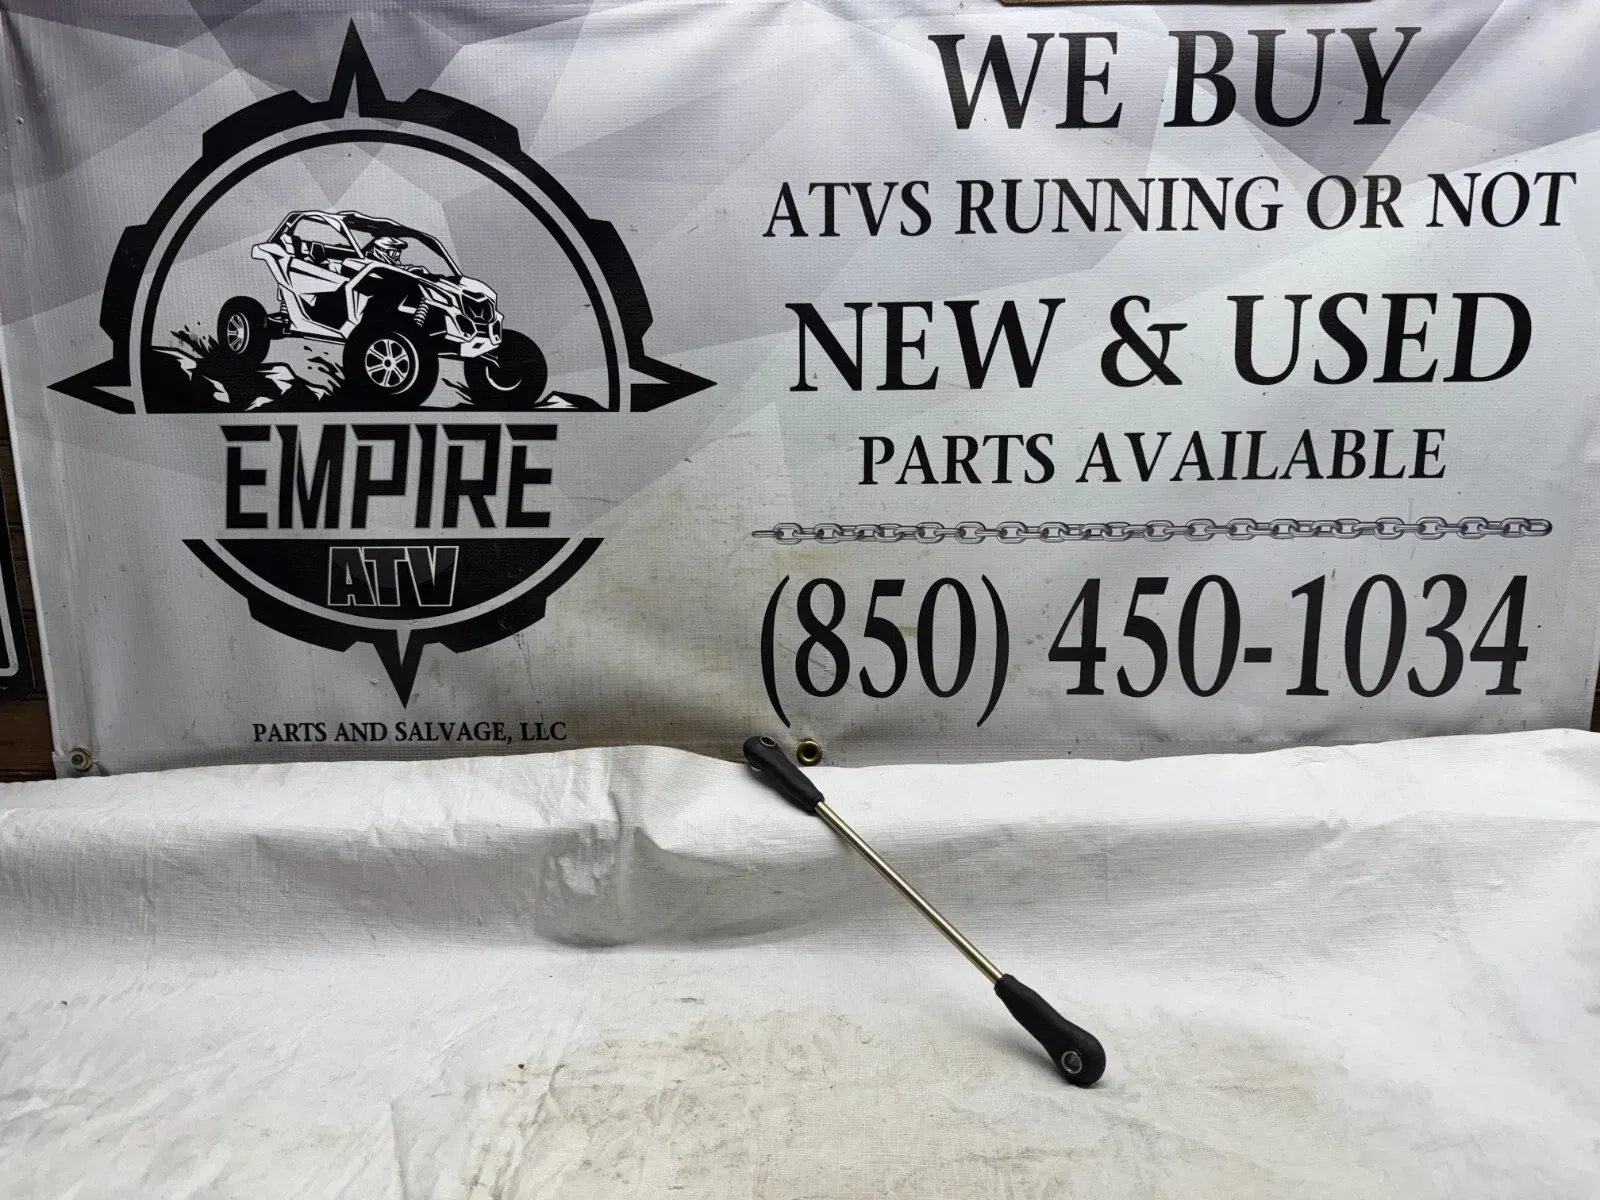 EMPIRE
ATV
PARTS AND SALVAGE, LLC
WE BUY
ATVS RUNNING OR NOT
NEW & USED
PARTS AVAILABLE
(850) 450-1034